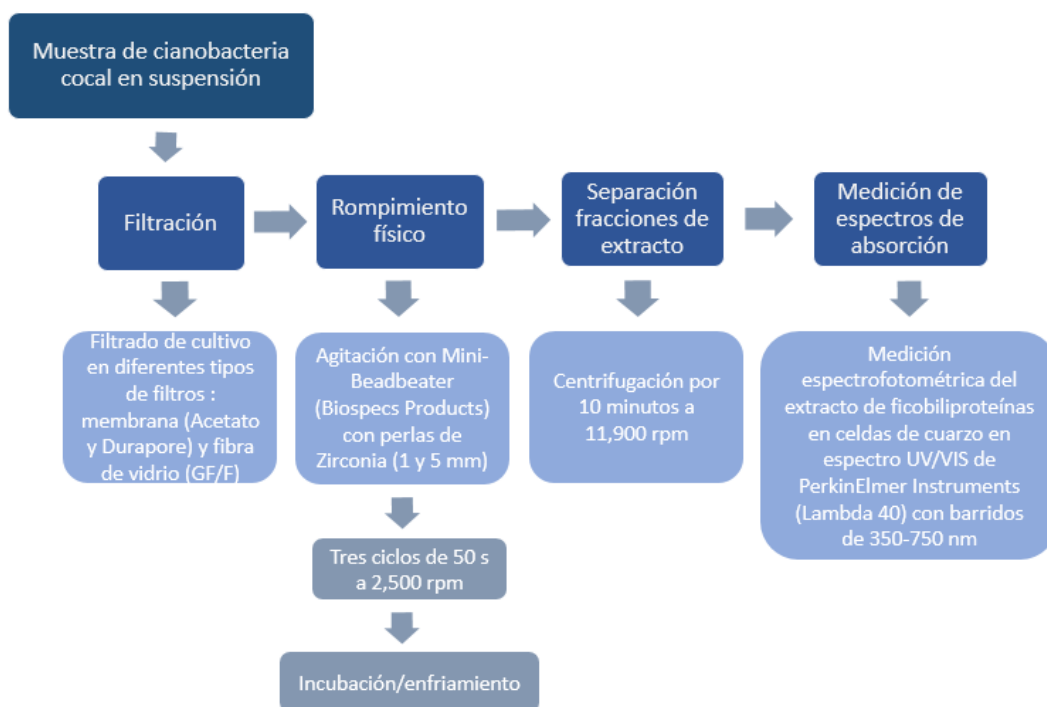 Muestra de cianobacteria
cocal en suspensión
Filtración
Rompimiento
físico
Separación
fracciones de
extracto
Medición de
espectros de
absorción
Filtrado de cultivo
en diferentes tipos
de filtros :
membrana (Acetato
y Durapore) y fibra
de vidrio (GF/F)
Agitación con Mini-
Beadbeater
(Biospecs Products)
con perlas de
Zirconia (1 y 5 mm)
Centrifugación por
10 minutos a
11,900 rpm
Medición
espectrofotométrica del
extracto de ficobiliproteínas
en celdas de cuarzo en
espectro UV/VIS de
PerkinElmer Instruments
(Lambda 40) con barridos
de 350-750 nm
Tres ciclos de 50 s
a 2,500 rpm
Incubación/enfriamiento